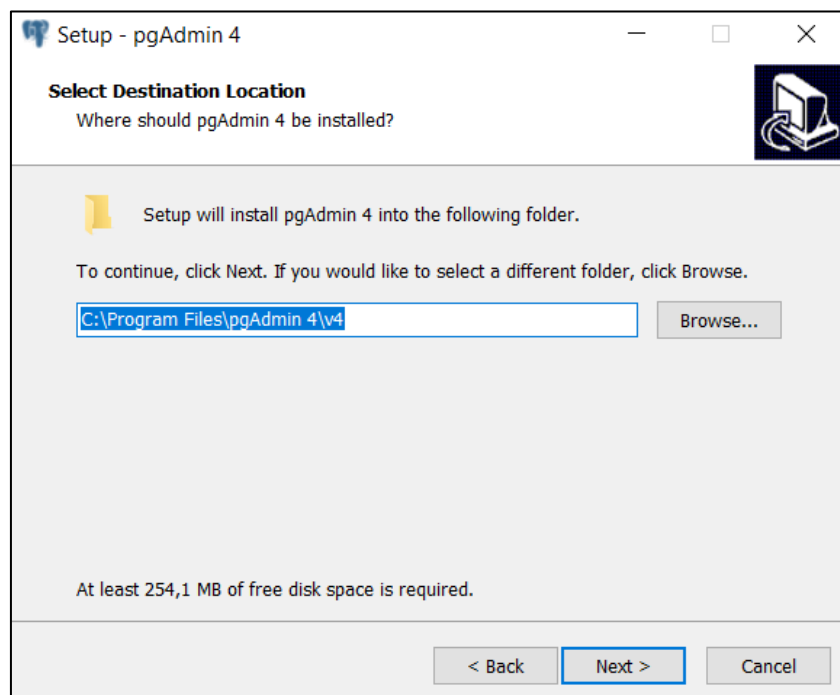 Setup - pgAdmin 4
Select Destination Location
Where should pgAdmin 4 be installed?
Setup will install pgAdmin 4 into the following folder.
To continue, click Next. If you would like to select a different folder, click Browse.
C:\Program Files\pgAdmin 4\v4
Browse...
At least 254,1 MB of free disk space is required.
< Back
Next >
Cancel